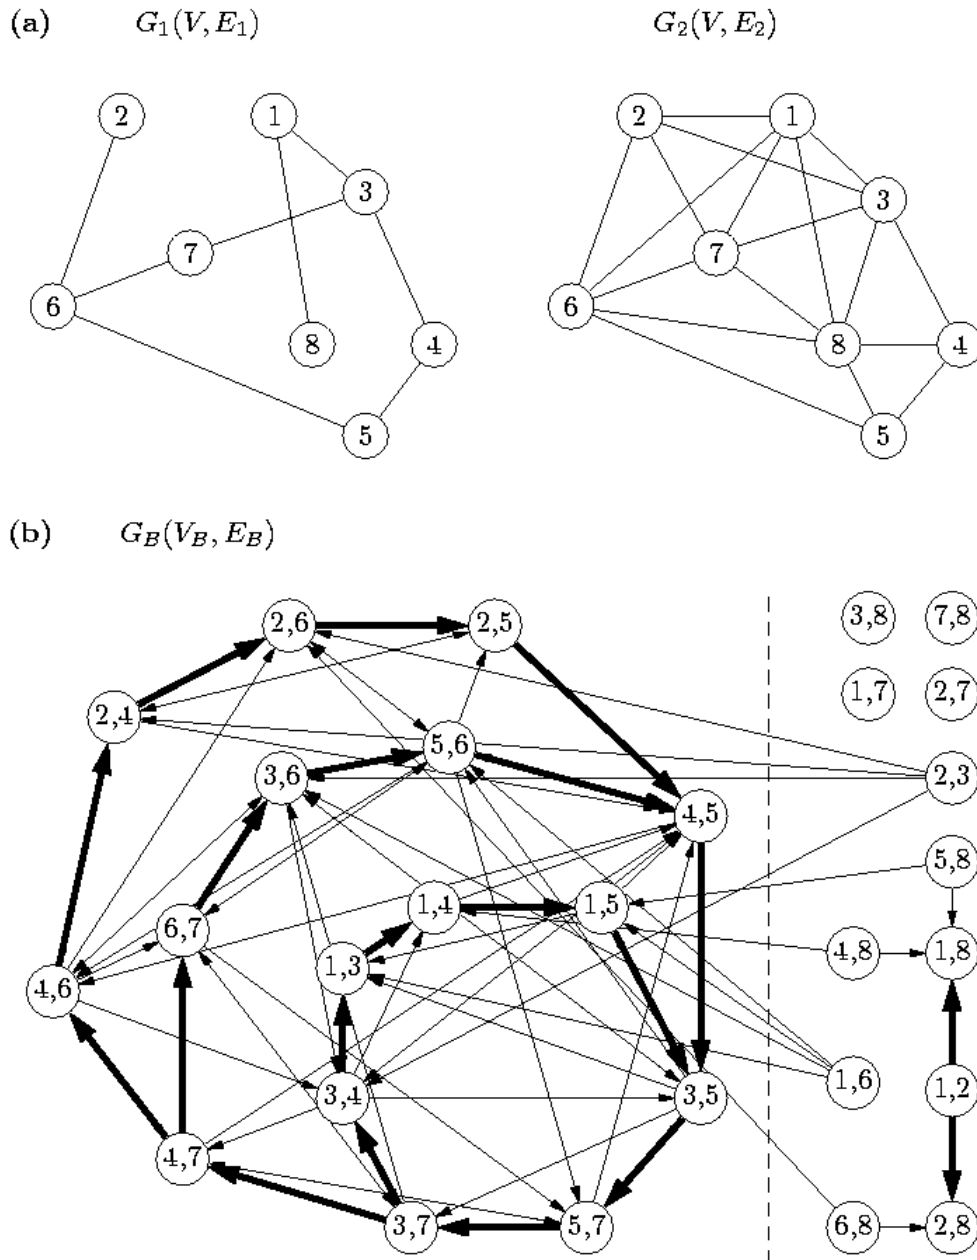 (a) G₁(V, E₁) G₂(V, E₂)
2 1 2 1
3 3
7 7
6 6
8 4 8 4
5 5
(b) G_B(V_B, E_B)
2,6 2,5 3,8 7,8
1,7 2,7
2,4
5,6
3,6 2,3
4,5
5,8
1,4 1,5
6,7 4,8 1,8
1,3
4,6
1,6
3,4 3,5 1,2
4,7
3,7 5,7 6,8 2,8